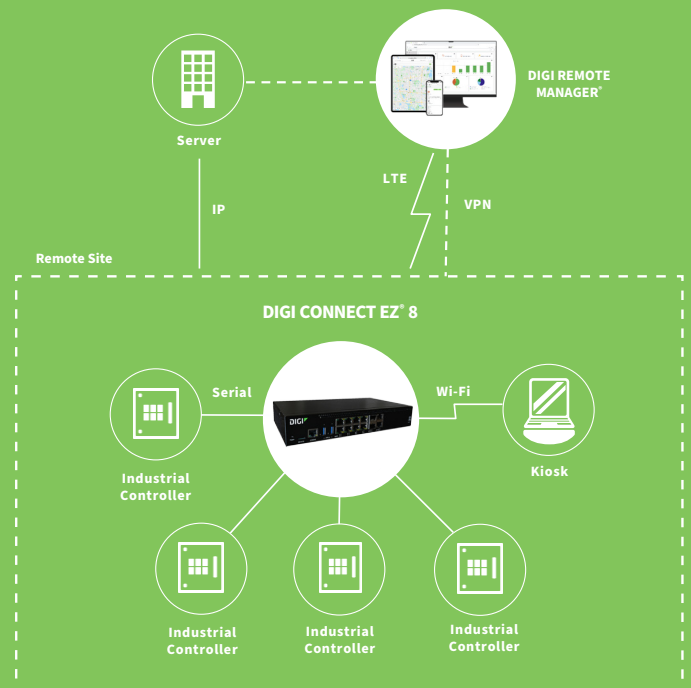 DIGI REMOTE
MANAGER®
Server
LTE
VPN
IP
Remote Site
DIGI CONNECT EZ® 8
Serial
Wi-Fi
DIGI
Industrial
Controller
Kiosk
Industrial
Controller
Industrial
Controller
Industrial
Controller